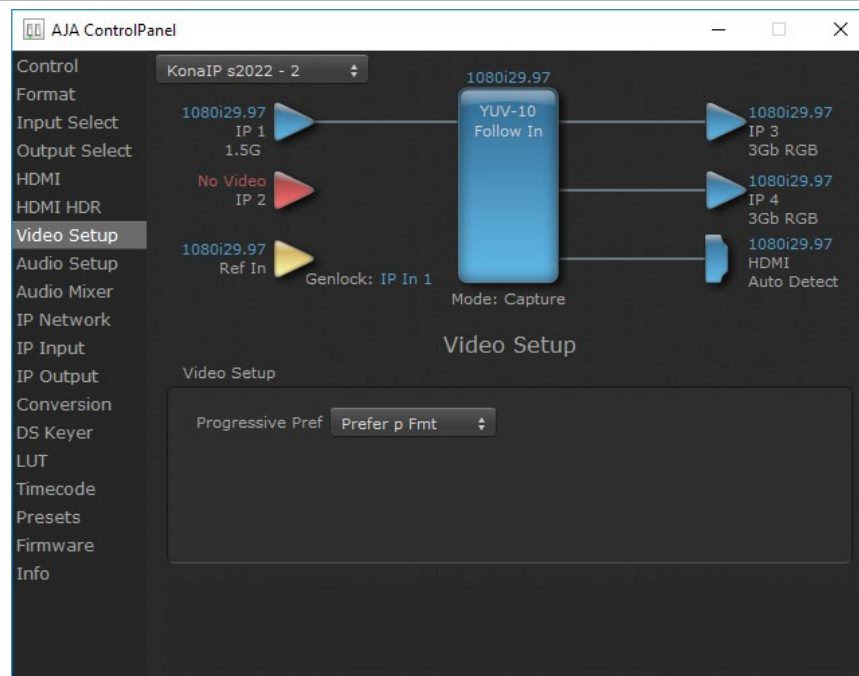 AJA ControlPanel
Control
Format
Input Select
Output Select
HDMI
HDMI HDR
Video Setup
Audio Setup
Audio Mixer
IP Network
IP Input
IP Output
Conversion
DS Keyer
LUT
Timecode
Presets
Firmware
Info
KonaIP s2022 - 2
1080i29.97
IP 1
1.5G
No Video
IP 2
1080i29.97
Ref In
Genlock: IP In 1
1080i29.97
YUV-10
Follow In
Mode: Capture
1080i29.97
IP 3
3Gb RGB
1080i29.97
IP 4
3Gb RGB
1080i29.97
HDMI
Auto Detect
Video Setup
Video Setup
Progressive Pref Prefer p Fmt